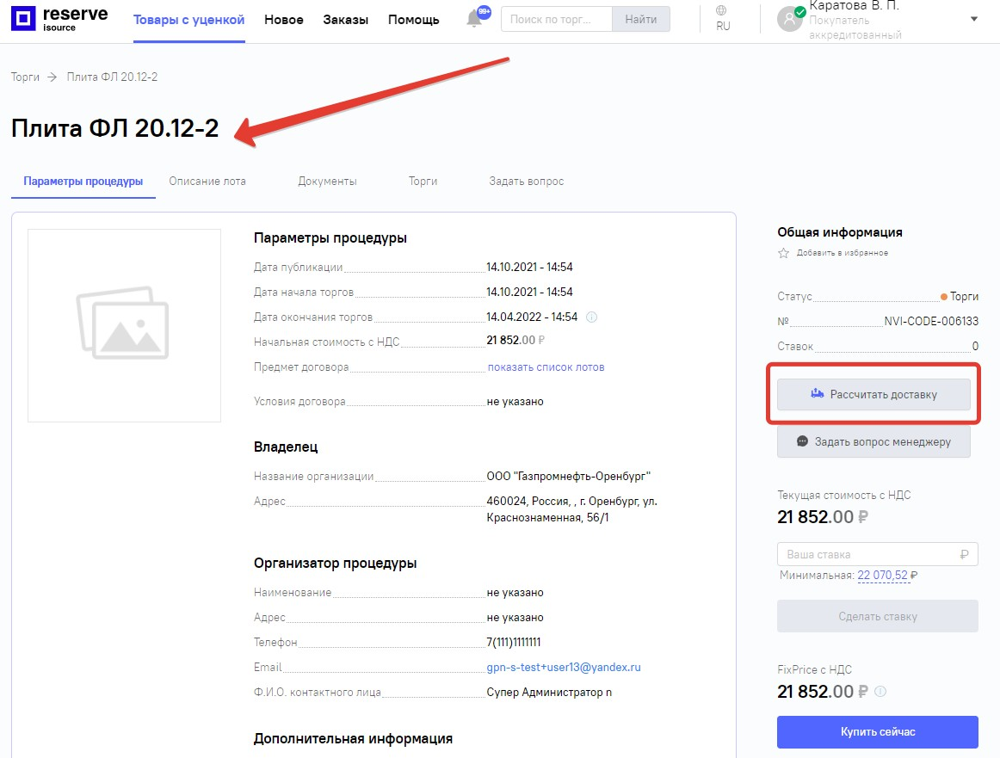 reserve
isource
Товары с уценкой
Новое
Заказы
Помощь
99+
Поиск по торг...
Найти
RU
Каратова В. П.
Покупатель
аккредитованный
Торги → Плита ФЛ 20.12-2
Плита ФЛ 20.12-2
Параметры процедуры
Описание лота
Документы
Торги
Задать вопрос
Параметры процедуры
Дата публикации 14.10.2021 - 14:54
Дата начала торгов 14.10.2021 - 14:54
Дата окончания торгов 14.04.2022 - 14:54
Начальная стоимость с НДС 21 852.00 ₽
Предмет договора показать список лотов
Условия договора не указано
Владелец
Название организации ООО "Газпромнефть-Оренбург"
Адрес 460024, Россия, , г. Оренбург, ул.
Краснознаменная, 56/1
Организатор процедуры
Наименование не указано
Адрес не указано
Телефон 7(111)1111111
Email gpn-s-test+user13@yandex.ru
Ф.И.О. контактного лица Супер Администратор n
Дополнительная информация
Общая информация
Добавить в избранное
Статус Торги
№ NVI-CODE-006133
Ставок 0
Рассчитать доставку
Задать вопрос менеджеру
Текущая стоимость с НДС
21 852.00 ₽
Ваша ставка ₽
Минимальная: 22 070,52 ₽
Сделать ставку
FixPrice с НДС
21 852.00 ₽
Купить сейчас